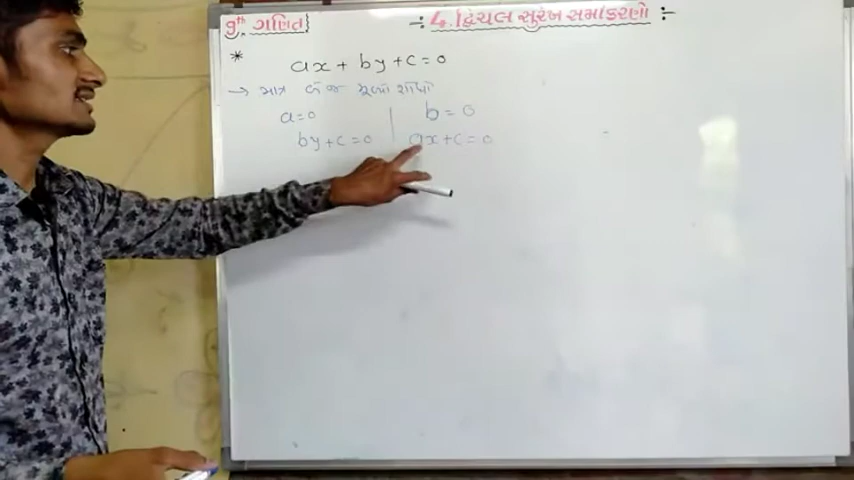 9th ગણિત
÷ 4. દ્વિચલ સુરેખ સમીકરણો ÷
* ax + by + c = 0
→ માત્ર બે જ મૂલ્યો શોધો
a = 0 | b = 0
by + c = 0 | ax + c = 0